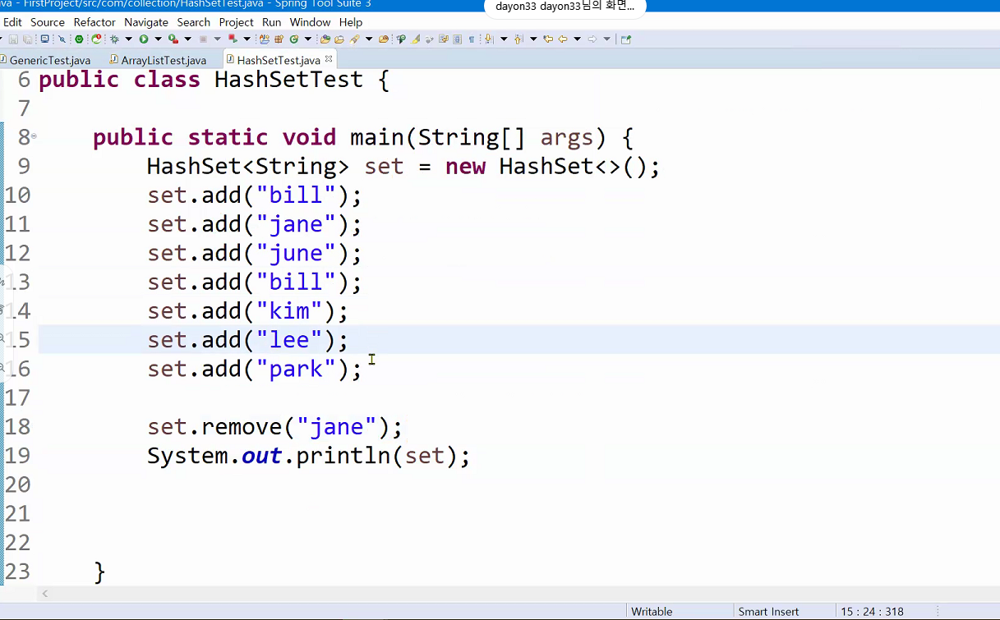 va - FirstProject/src/com/collection/HashSetTest.java - Spring Tool Suite 3
dayon33 dayon33님의 화면...
Edit Source Refactor Navigate Search Project Run Window Help
GenericTest.java ArrayListTest.java HashSetTest.java
6 public class HashSetTest {
7
8 public static void main(String[] args) {
9 HashSet<String> set = new HashSet<>();
10 set.add("bill");
11 set.add("jane");
12 set.add("june");
13 set.add("bill");
14 set.add("kim");
15 set.add("lee");
16 set.add("park");
17
18 set.remove("jane");
19 System.out.println(set);
20
21
22
23 }
Writable Smart Insert 15 : 24 : 318